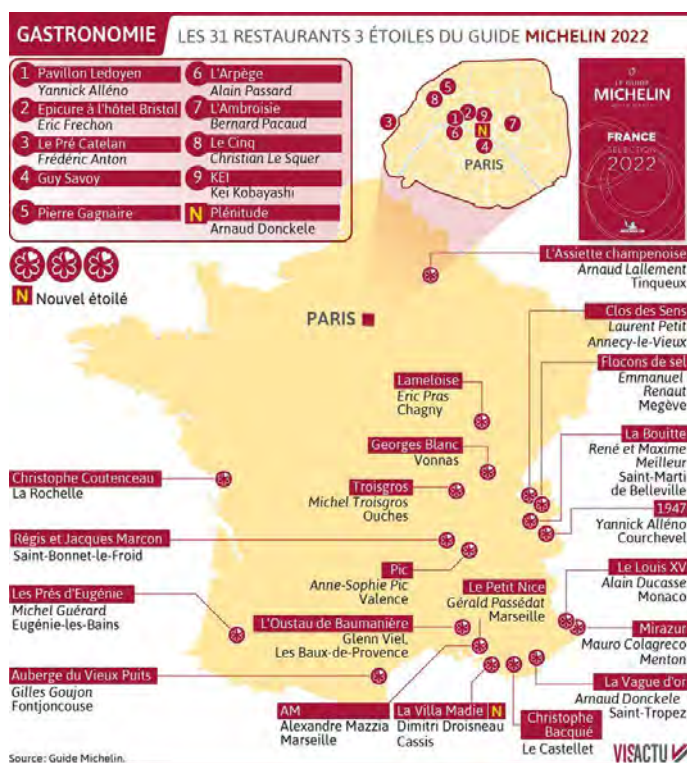 GASTRONOMIE
LES 31 RESTAURANTS 3 ÉTOILES DU GUIDE MICHELIN 2022
1 Pavillon Ledoyen
Yannick Alléno
2 Epicure à l'hôtel Bristol
Eric Frechon
3 Le Pré Catelan
Frédéric Anton
4 Guy Savoy
5 Pierre Gagnaire
6 L'Arpège
Alain Passard
7 L'Ambroisie
Bernard Pacaud
8 Le Cinq
Christian Le Squer
9 KEI
Kei Kobayashi
N Plénitude
Arnaud Donckele
5
8
2
9
3
1
N
7
6
4
PARIS
LE GUIDE
MICHELIN
FRANCE
SÉLECTION
2022
MICHELIN
N Nouvel étoilé
PARIS
L'Assiette champenoise
Arnaud Lallement
Tinqueux
Clos des Sens
Laurent Petit
Annecy-le-Vieux
Flocons de sel
Emmanuel
Renaut
Megève
Lameloise
Eric Pras
Chagny
Georges Blanc
Vonnas
La Bouitte
René et Maxime
Meilleur
Saint-Marti
de Belleville
Christophe Coutenceau
La Rochelle
Troisgros
Michel Troisgros
Ouches
1947
Yannick Alléno
Courchevel
Régis et Jacques Marcon
Saint-Bonnet-le-Froid
Pic
Anne-Sophie Pic
Valence
Le Louis XV
Alain Ducasse
Monaco
Les Prés d'Eugénie
Michel Guérard
Eugénie-les-Bains
Le Petit Nice
Gérald Passédat
Marseille
L'Oustau de Baumanière
Glenn Viel,
Les Baux-de-Provence
Mirazur
Mauro Colagreco
Menton
Auberge du Vieux Puits
Gilles Goujon
Fontjoncouse
La Vague d'or
Arnaud Donckele
Saint-Tropez
AM
Alexandre Mazzia
Marseille
La Villa Madie N
Dimitri Droisneau
Cassis
Christophe
Bacquié
Le Castellet
Source: Guide Michelin.
VISACTU